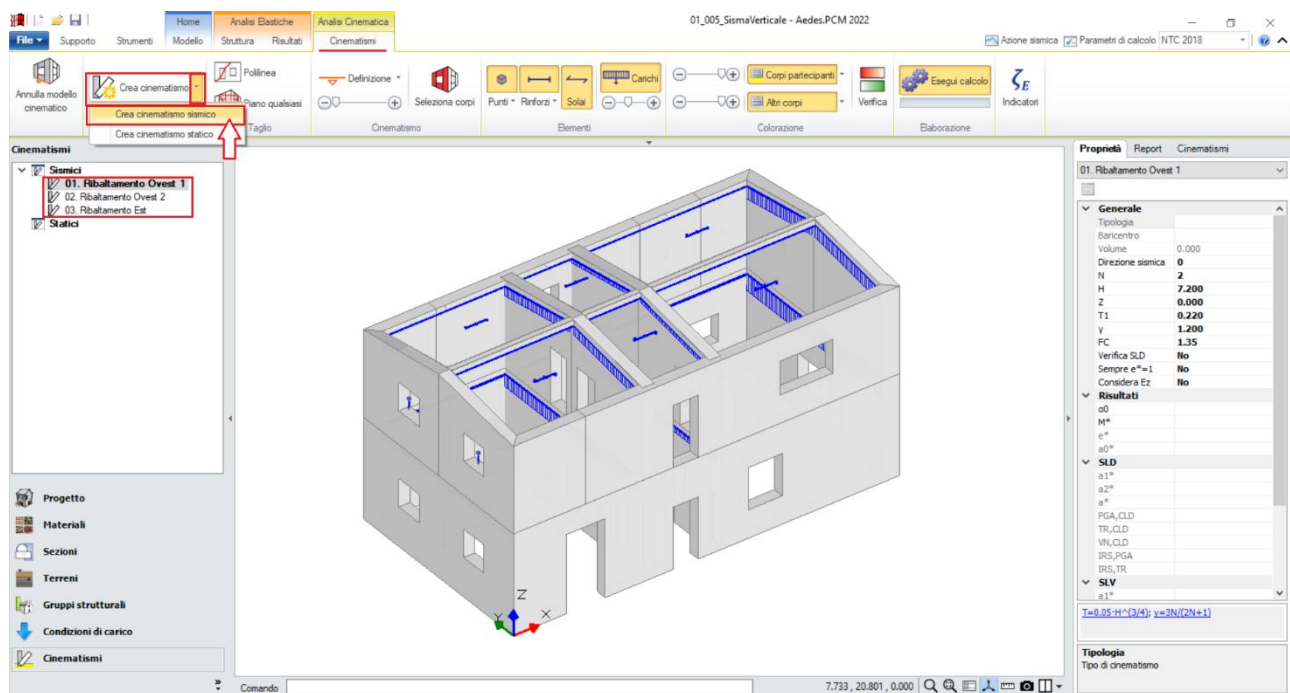 01_005_SismaVerticale - Aedes.PCM 2022
Home Analisi Elastiche Analisi Cinematica
File Supporto Strumenti Modello Struttura Risultati Cinematismi
Azione sismica Parametri di calcolo NTC 2018
Annulla modello cinematico
Crea cinematismo
Crea cinematismo sismico
Crea cinematismo statico
Polilinea
Piano qualsiasi
Taglio
Definizione
Seleziona corpi
Cinematismo
Punti Rinforzi Solai
Carichi
Elementi
Corpi partecipanti
Altri corpi
Verifica
Colorazione
Esegui calcolo
Elaborazione
ζE
Indicatori
Cinematismi
Sismici
01. Ribaltamento Ovest 1
02. Ribaltamento Ovest 2
03. Ribaltamento Est
Statici
Progetto
Materiali
Sezioni
Terreni
Gruppi strutturali
Condizioni di carico
Cinematismi
Z
Y
X
Comando
7.733 , 20.801 , 0.000
Proprietà Report Cinematismi
01. Ribaltamento Ovest 1
Generale
Tipologia
Baricentro
Volume 0.000
Direzione sismica 0
N 2
H 7.200
Z 0.000
T1 0.220
γ 1.200
FC 1.35
Verifica SLD No
Sempre e*=1 No
Considera Ez No
Risultati
α0
M*
e*
a0*
SLD
a1*
a2*
a*
PGA,CLD
TR,CLD
VN,CLD
IRS,PGA
IRS,TR
SLV
a1*
T=0.05·H^(3/4); γ=3N/(2N+1)
Tipologia
Tipo di cinematismo